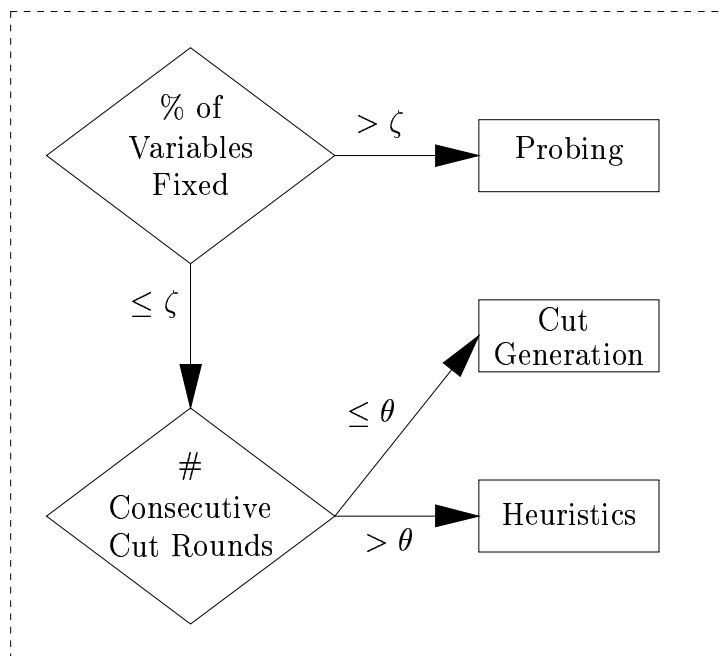 % of
Variables
Fixed
> ζ
Probing
≤ ζ
Cut
Generation
≤ θ
#
Consecutive
Cut Rounds
> θ
Heuristics